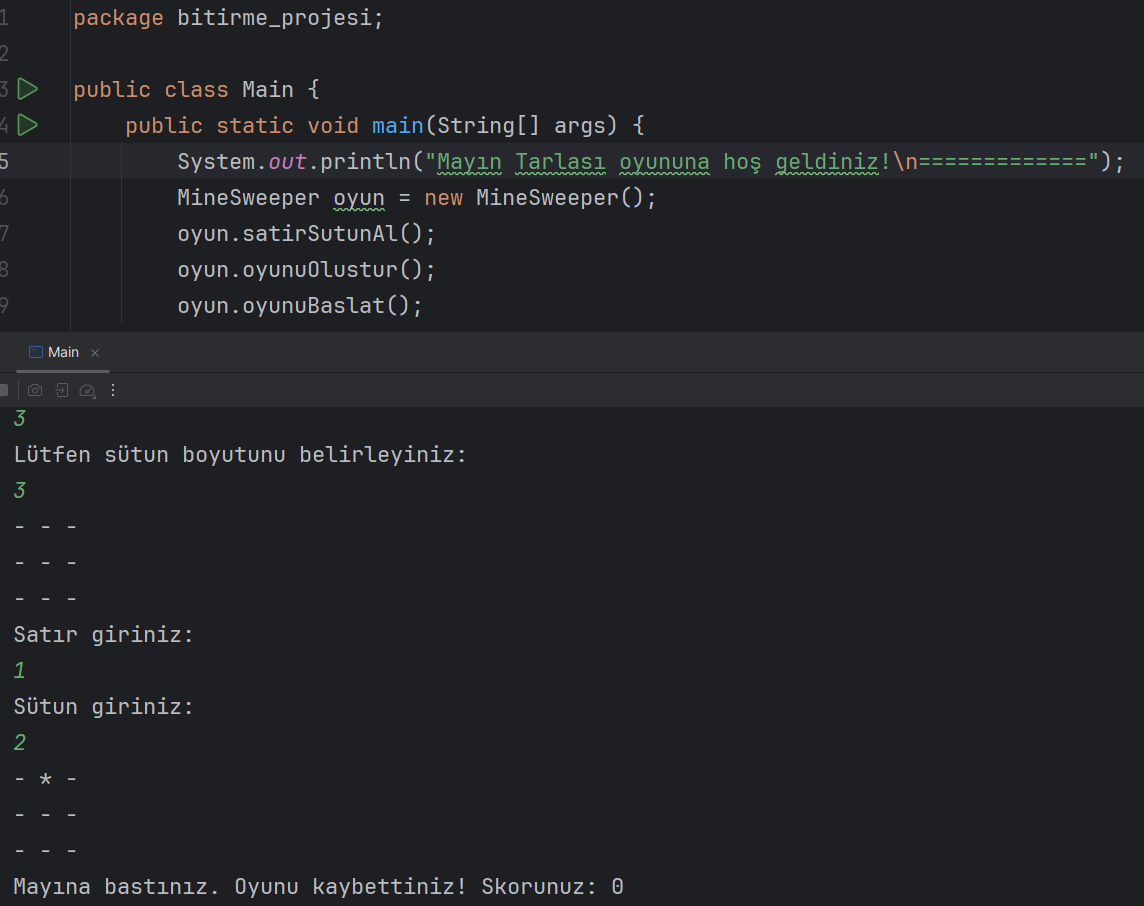 1 package bitirme_projesi;
2
3 public class Main {
4 public static void main(String[] args) {
5 System.out.println("Mayın Tarlası oyununa hoş geldiniz!\n=============");
6 MineSweeper oyun = new MineSweeper();
7 oyun.satirSutunAl();
8 oyun.oyunuOlustur();
9 oyun.oyunuBaslat();
Main
3
Lütfen sütun boyutunu belirleyiniz:
3
- - -
- - -
- - -
Satır giriniz:
1
Sütun giriniz:
2
- * -
- - -
- - -
Mayına bastınız. Oyunu kaybettiniz! Skorunuz: 0